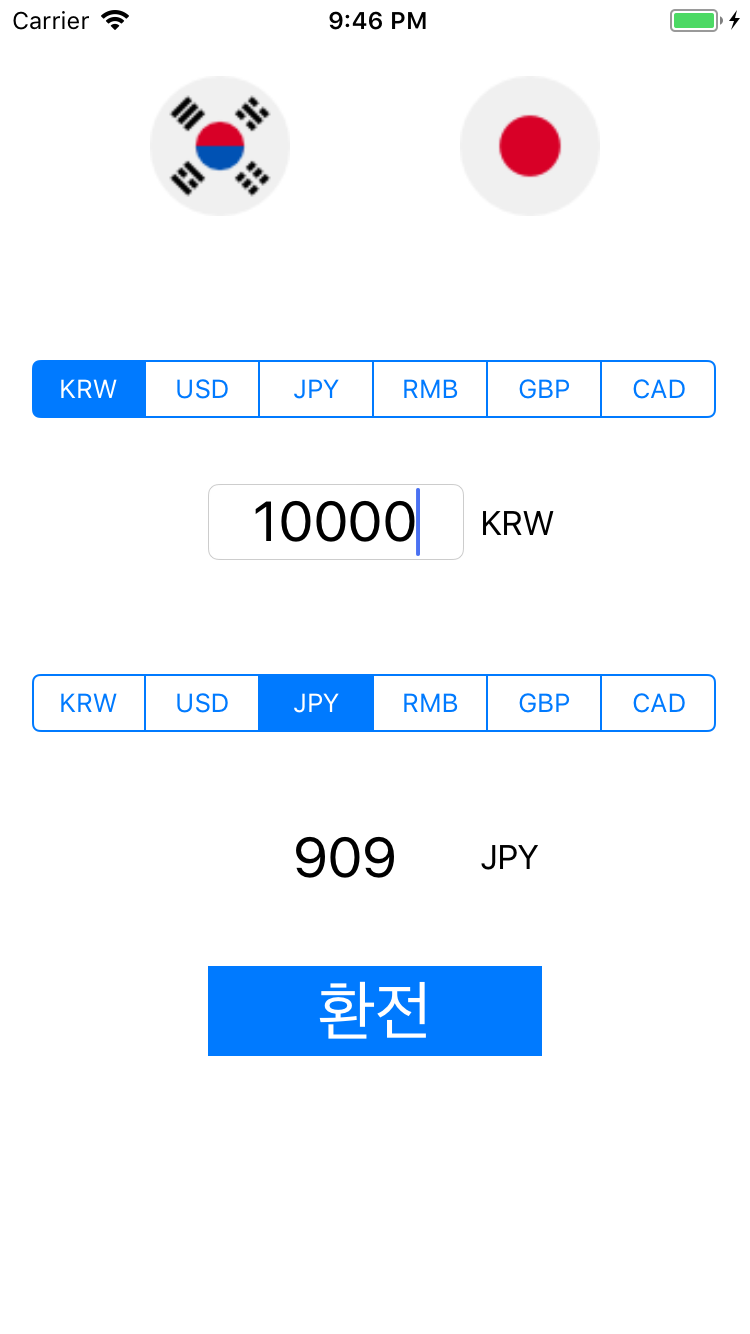 Carrier 9:46 PM
KRW USD JPY RMB GBP CAD
10000 KRW
KRW USD JPY RMB GBP CAD
909 JPY
환전